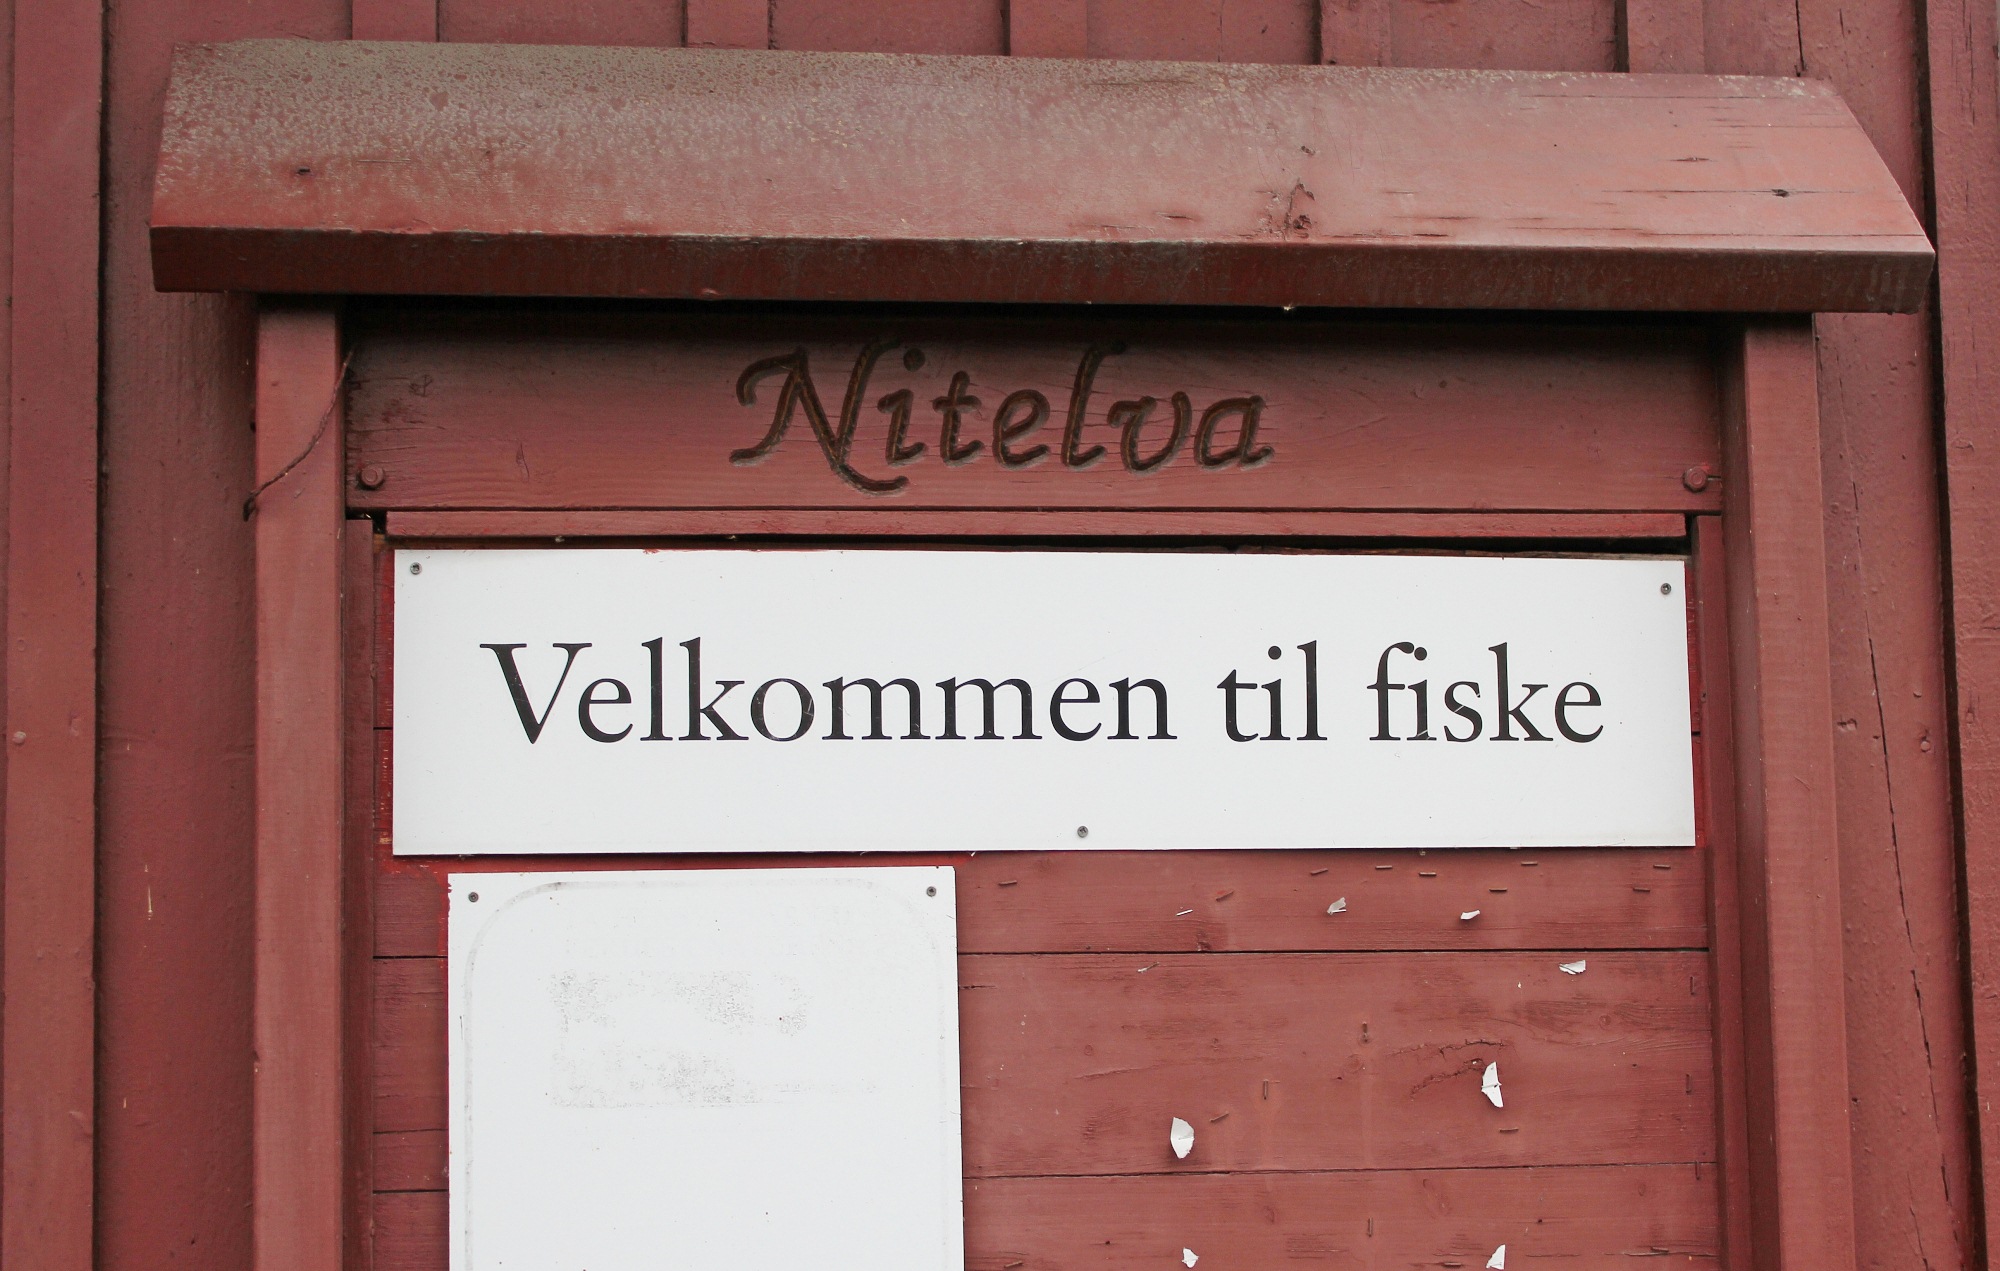 Nitelva
Velkommen til fiske